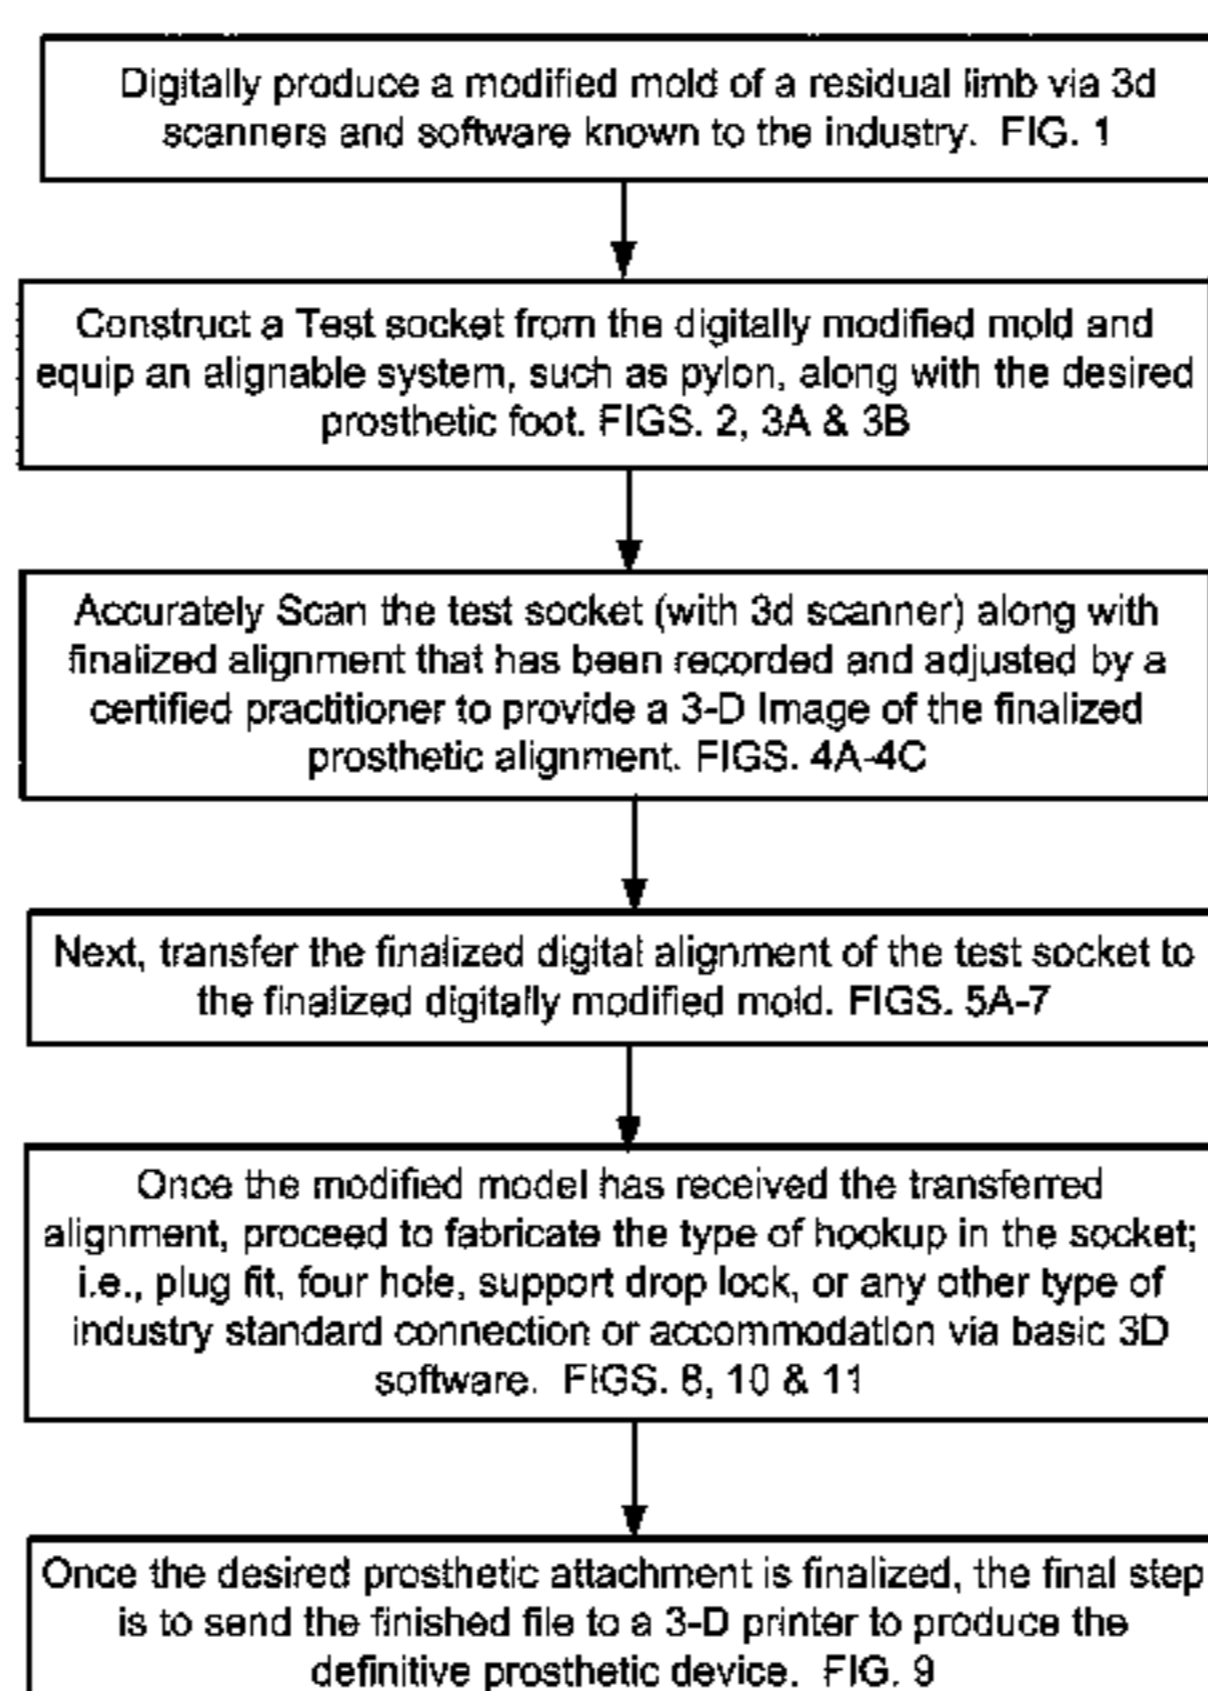 Digitally produce a modified mold of a residual limb via 3d
scanners and software known to the industry. FIG. 1
Construct a Test socket from the digitally modified mold and
equip an alignable system, such as pylon, along with the desired
prosthetic foot. FIGS. 2, 3A & 3B
Accurately Scan the test socket (with 3d scanner) along with
finalized alignment that has been recorded and adjusted by a
certified practitioner to provide a 3-D Image of the finalized
prosthetic alignment. FIGS. 4A-4C
Next, transfer the finalized digital alignment of the test socket to
the finalized digitally modified mold. FIGS. 5A-7
Once the modified model has received the transferred
alignment, proceed to fabricate the type of hookup in the socket;
i.e., plug fit, four hole, support drop lock, or any other type of
industry standard connection or accommodation via basic 3D
software. FIGS. 8, 10 & 11
Once the desired prosthetic attachment is finalized, the final step
is to send the finished file to a 3-D printer to produce the
definitive prosthetic device. FIG. 9